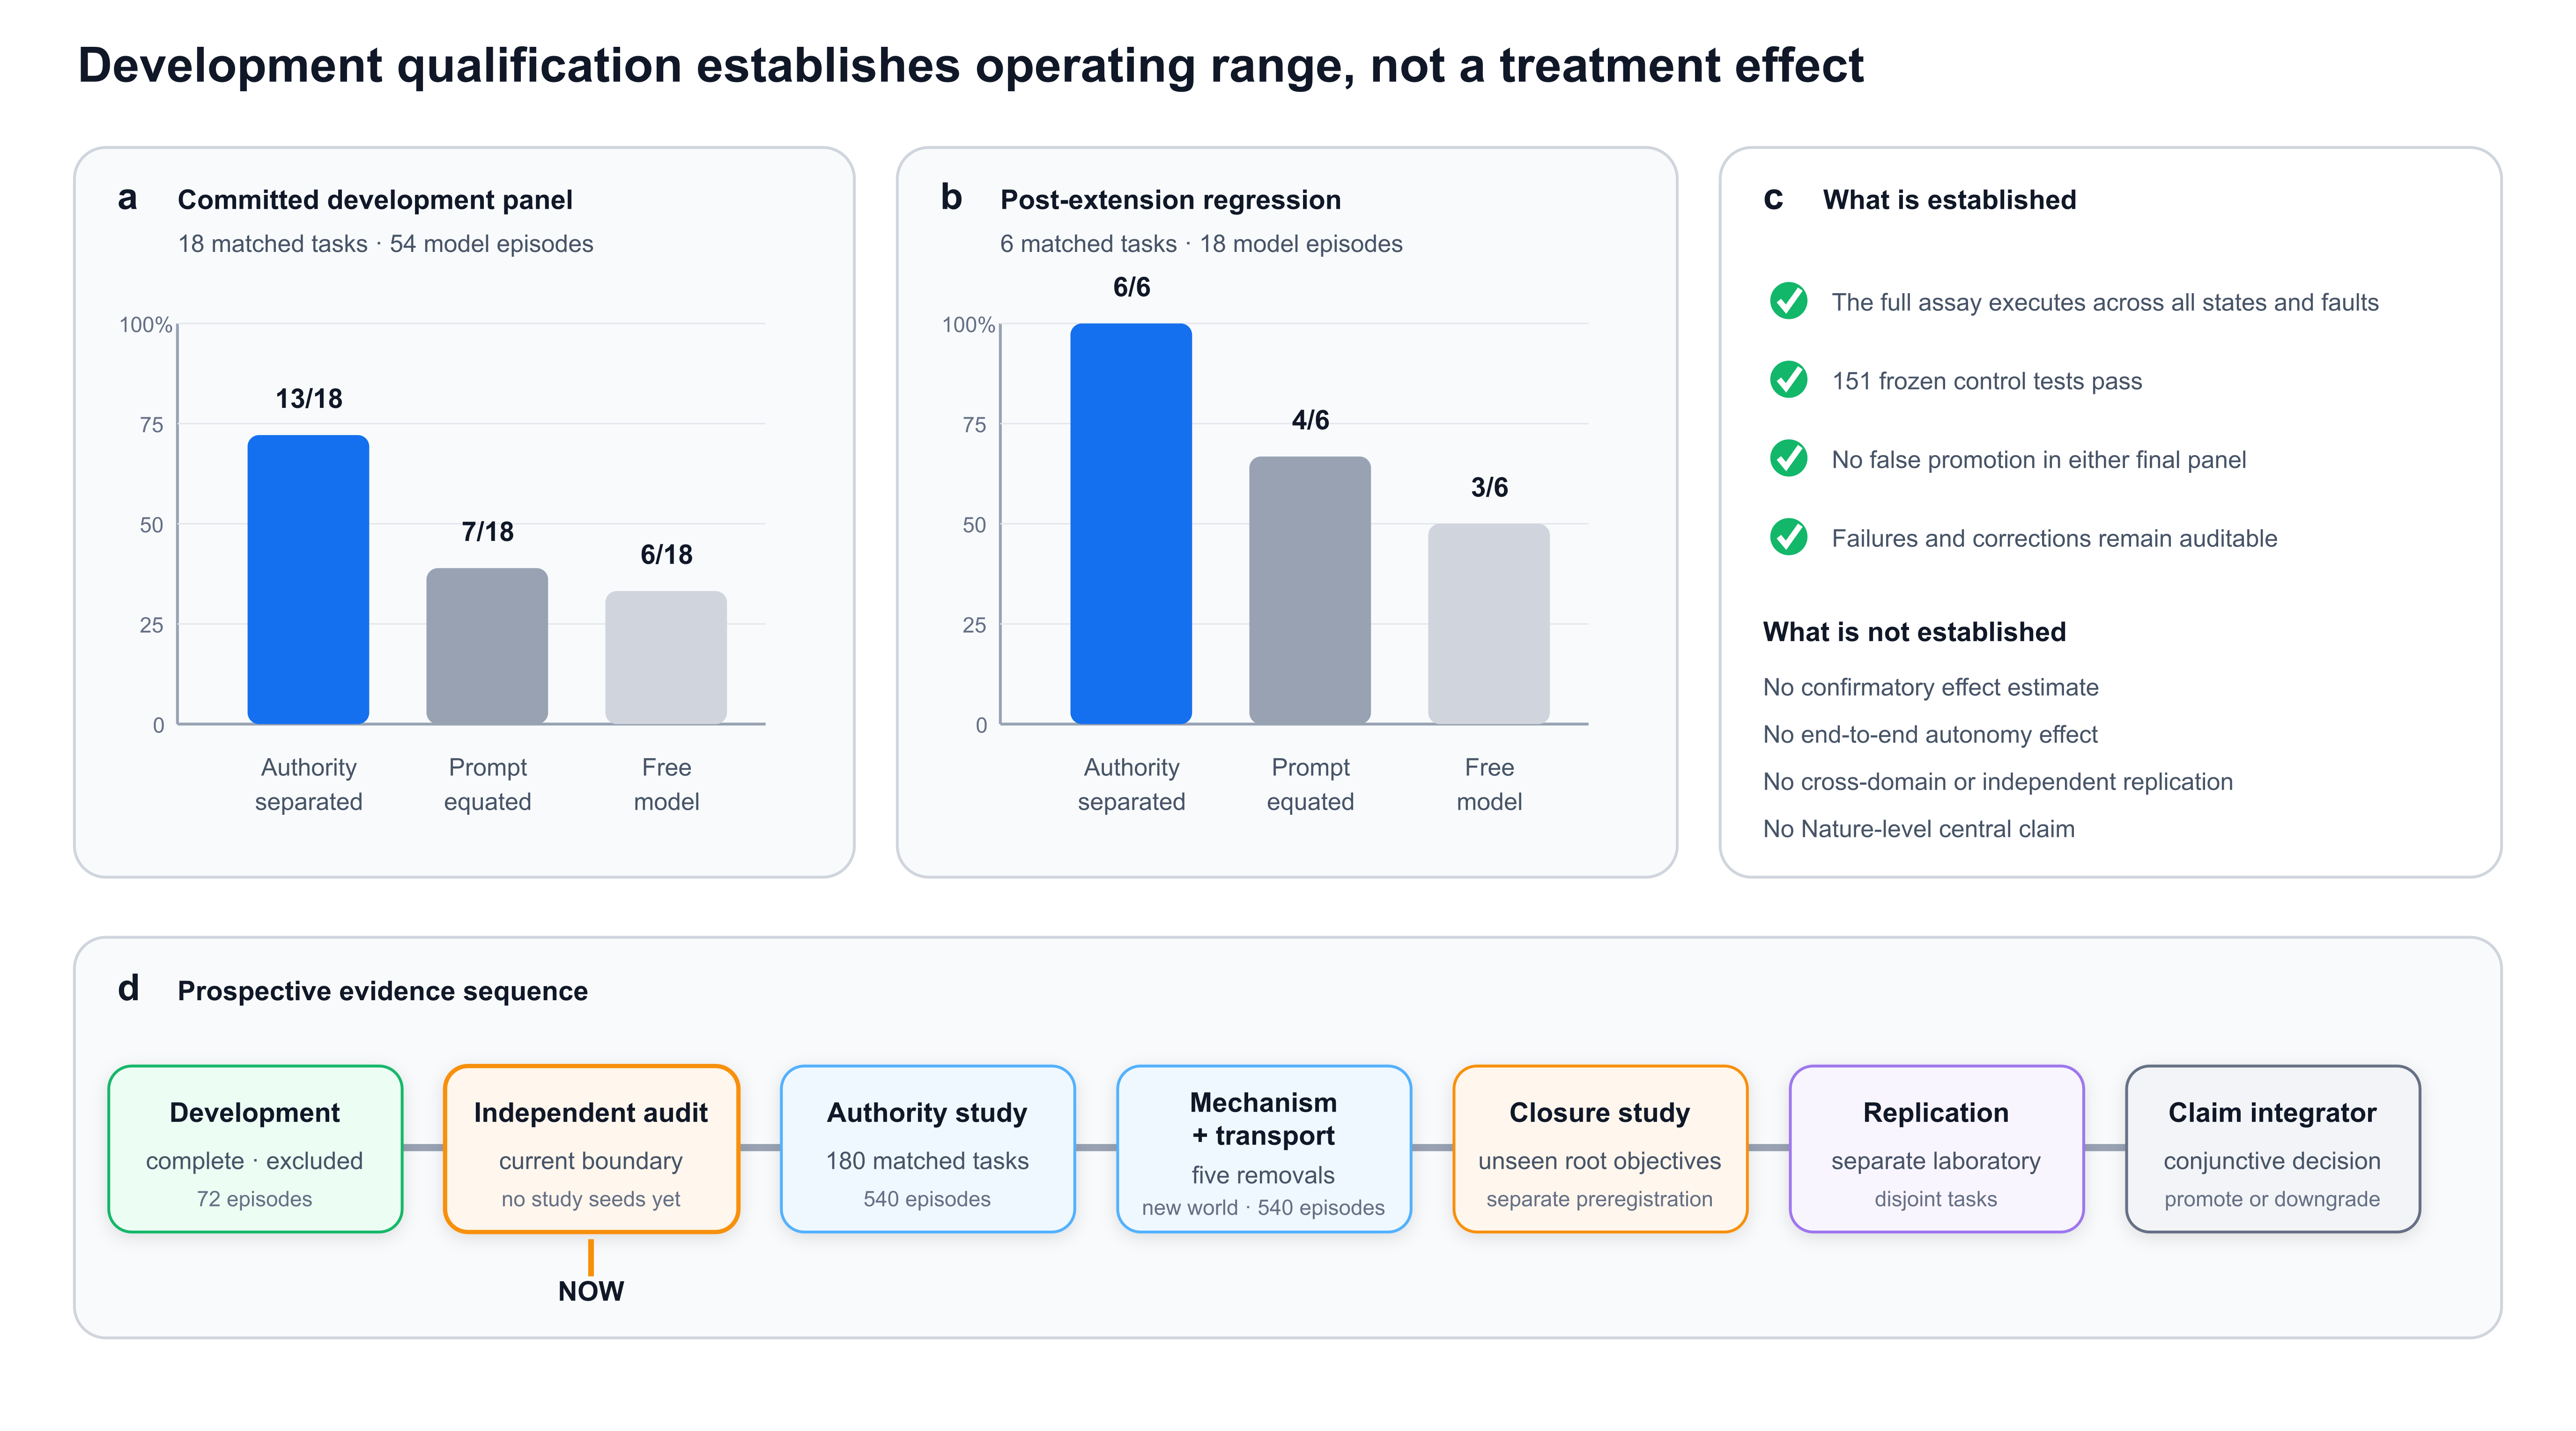 Development qualification establishes operating range, not a treatment effect
a Committed development panel
18 matched tasks · 54 model episodes
100%
75
50
25
0
13/18
7/18
6/18
Authority
separated
Prompt
equated
Free
model
b Post-extension regression
6 matched tasks · 18 model episodes
100%
75
50
25
0
6/6
4/6
3/6
Authority
separated
Prompt
equated
Free
model
c What is established
The full assay executes across all states and faults
151 frozen control tests pass
No false promotion in either final panel
Failures and corrections remain auditable
What is not established
No confirmatory effect estimate
No end-to-end autonomy effect
No cross-domain or independent replication
No Nature-level central claim
d Prospective evidence sequence
Development
complete · excluded
72 episodes
Independent audit
current boundary
no study seeds yet
NOW
Authority study
180 matched tasks
540 episodes
Mechanism
+ transport
five removals
new world · 540 episodes
Closure study
unseen root objectives
separate preregistration
Replication
separate laboratory
disjoint tasks
Claim integrator
conjunctive decision
promote or downgrade